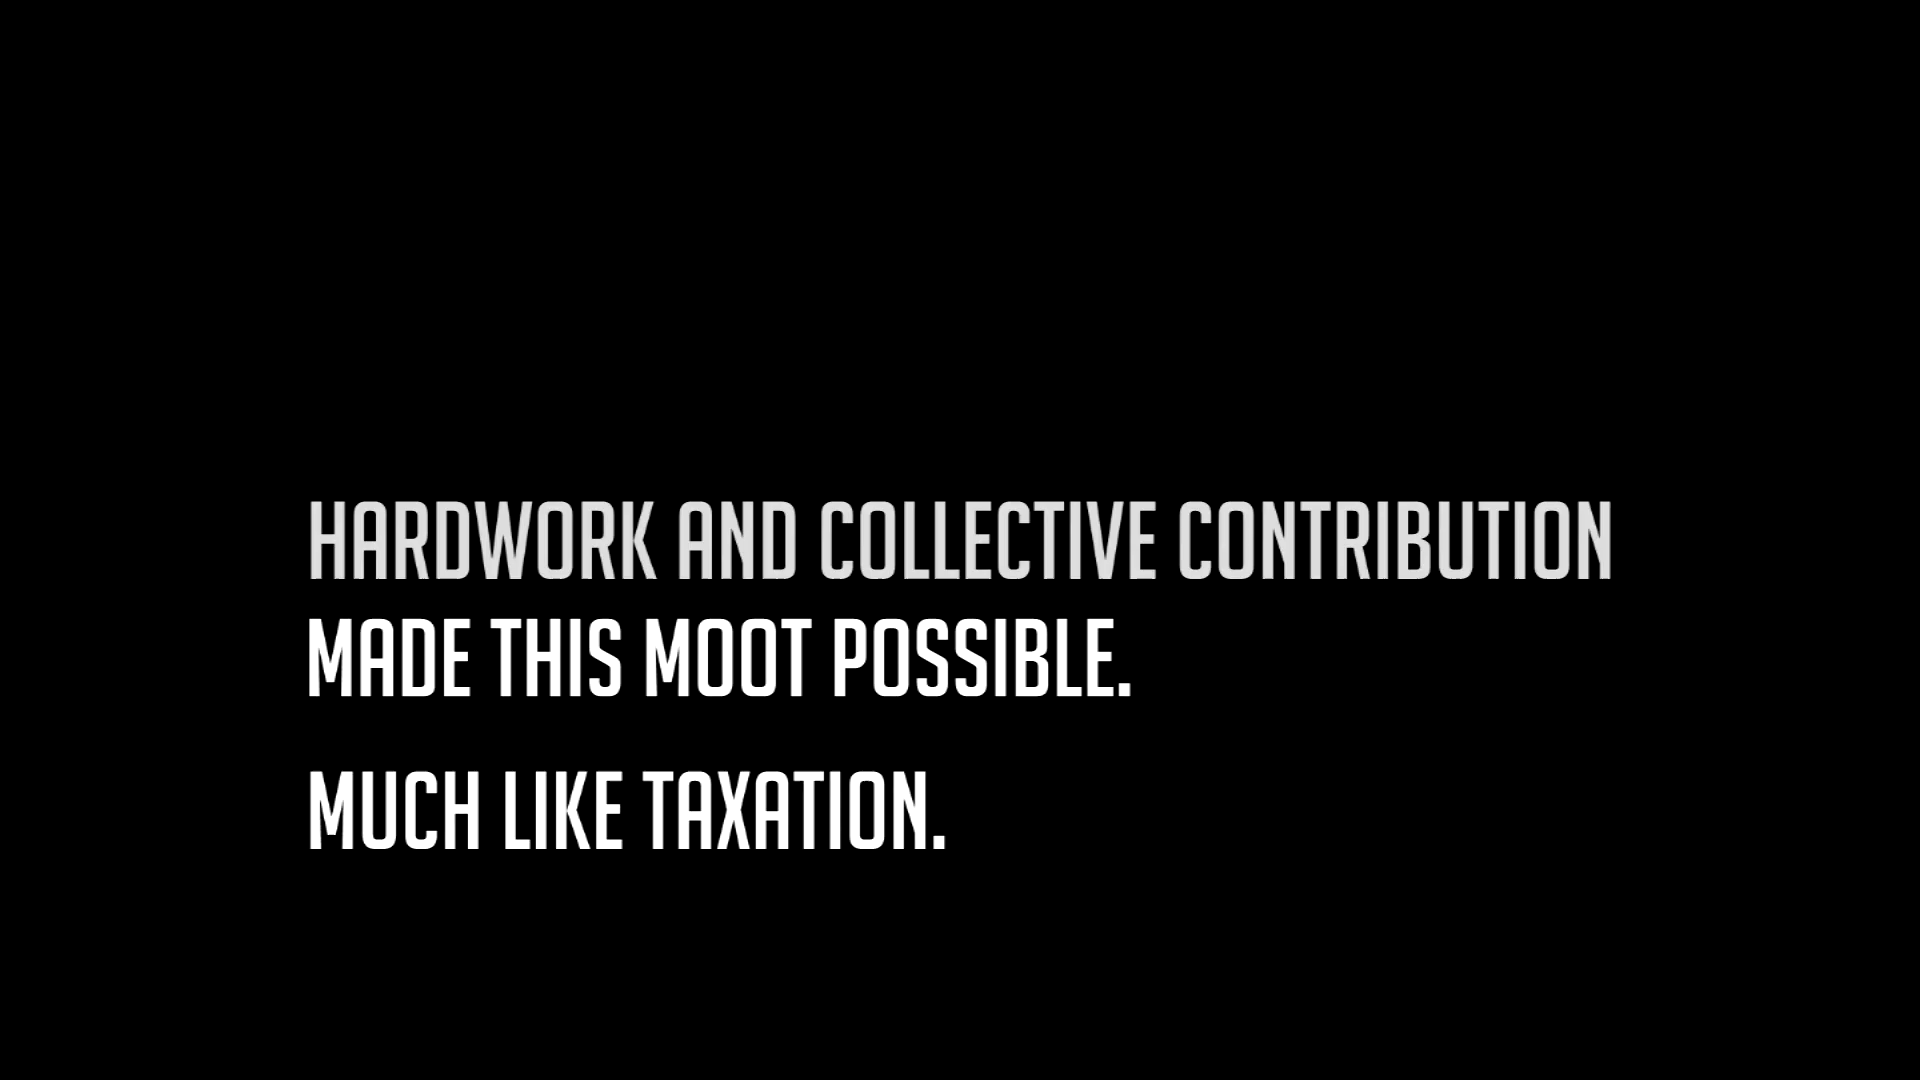 HARDWORK AND COLLECTIVE CONTRIBUTION
MADE THIS MOOT POSSIBLE.
MUCH LIKE TAXATION.